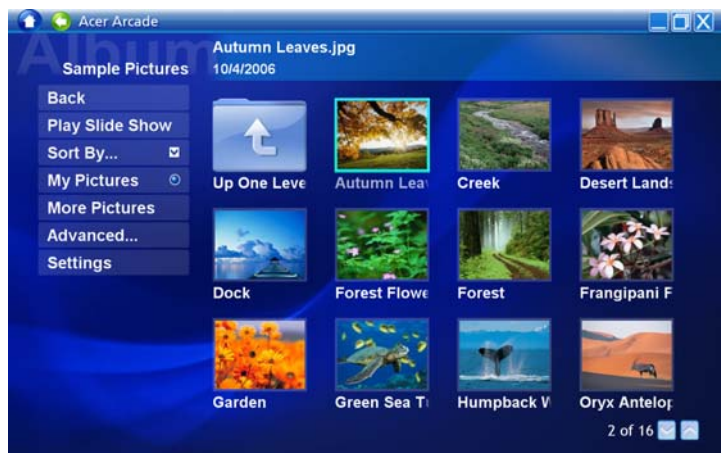 Acer Arcade
Album
Sample Pictures
Autumn Leaves.jpg
10/4/2006
Back
Play Slide Show
Sort By...
My Pictures
More Pictures
Advanced...
Settings
Up One Leve
Autumn Leav
Creek
Desert Lands
Dock
Forest Flowe
Forest
Frangipani F
Garden
Green Sea T
Humpback W
Oryx Antelop
2 of 16